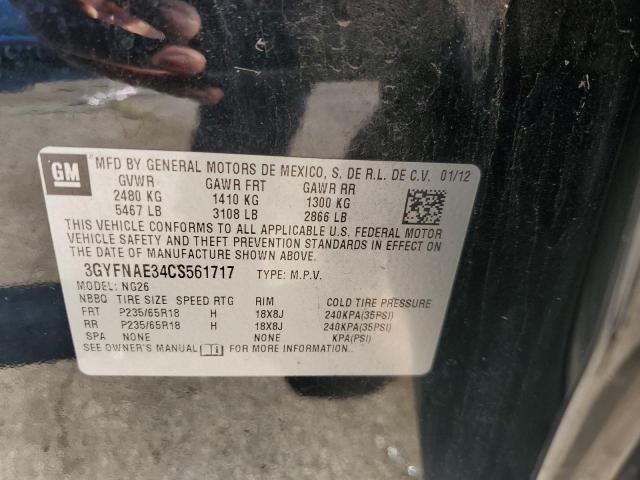 GM
MFD BY GENERAL MOTORS DE MEXICO, S. DE R.L. DE C.V. 01/12
GVWR GAWR FRT GAWR RR
2480 KG 1410 KG 1300 KG
5467 LB 3108 LB 2866 LB
THIS VEHICLE CONFORMS TO ALL APPLICABLE U.S. FEDERAL MOTOR
VEHICLE SAFETY AND THEFT PREVENTION STANDARDS IN EFFECT ON
THE DATE OF MANUFACTURE SHOWN ABOVE.
3GYFNAE34CS561717 TYPE: M.P.V.
MODEL: NG26
NBBQ TIRE SIZE SPEED RTG RIM COLD TIRE PRESSURE
FRT P235/65R18 H 18X8J 240KPA(35PSI)
RR P235/65R18 H 18X8J 240KPA(35PSI)
SPA NONE NONE KPA(PSI)
SEE OWNER'S MANUAL FOR MORE INFORMATION.